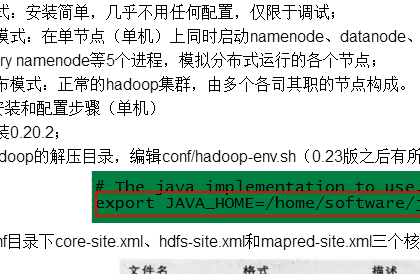 式：安装简单，几乎不用任何配置，仅限于调试；
模式：在单节点（单机）上同时启动namenode、datanode、
ry namenode等5个进程，模拟分布式运行的各个节点；
布模式：正常的hadoop集群，由多个各司其职的节点构成。
安装和配置步骤（单机）
装0.20.2；
doop的解压目录，编辑conf/hadoop-env.sh（0.23版之后有所
# The java implementation to use.
export JAVA_HOME=/home/software/j
nf目录下core-site.xml、hdfs-site.xml和mapred-site.xml三个核
文件名 格式 描述